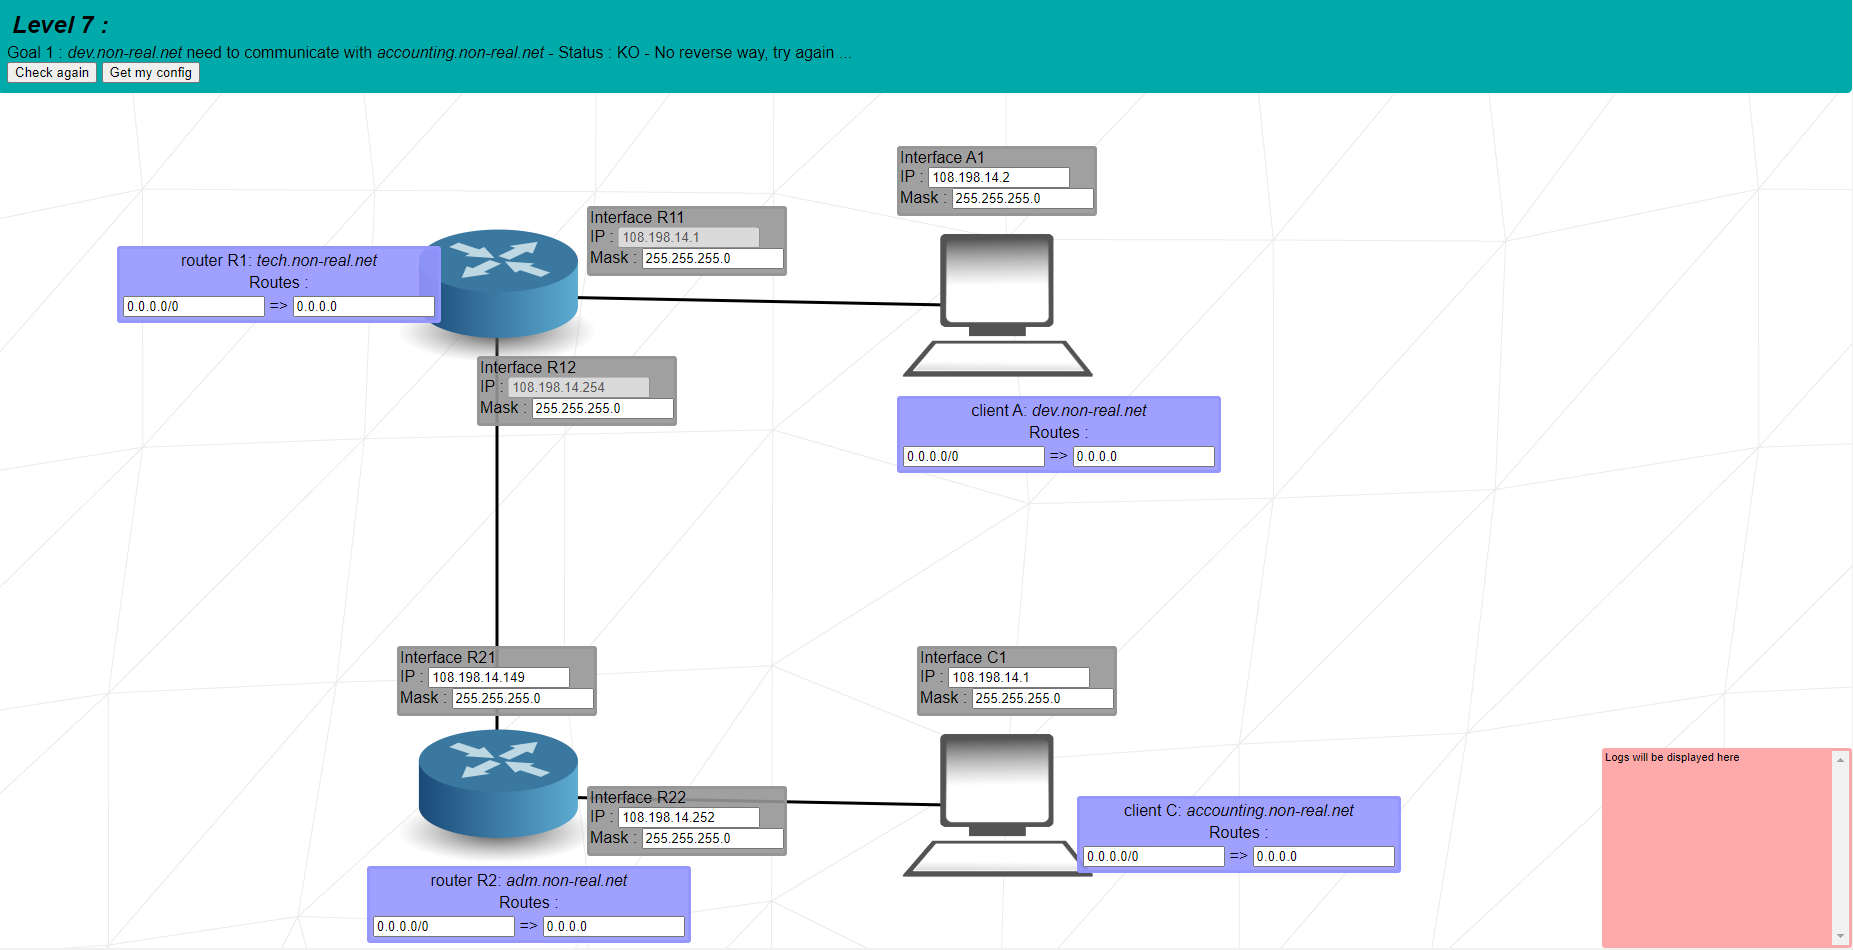 Level 7 :
Goal 1 : dev.non-real.net need to communicate with accounting.non-real.net - Status : KO - No reverse way, try again ...
Check again Get my config
Interface A1
IP : 108.198.14.2
Mask : 255.255.255.0
Interface R11
IP : 108.198.14.1
Mask : 255.255.255.0
router R1: tech.non-real.net
Routes :
0.0.0.0/0 => 0.0.0.0
Interface R12
IP : 108.198.14.254
Mask : 255.255.255.0
client A: dev.non-real.net
Routes :
0.0.0.0/0 => 0.0.0.0
Interface R21
IP : 108.198.14.149
Mask : 255.255.255.0
Interface C1
IP : 108.198.14.1
Mask : 255.255.255.0
Logs will be displayed here
Interface R22
IP : 108.198.14.252
Mask : 255.255.255.0
client C: accounting.non-real.net
Routes :
0.0.0.0/0 => 0.0.0.0
router R2: adm.non-real.net
Routes :
0.0.0.0/0 => 0.0.0.0